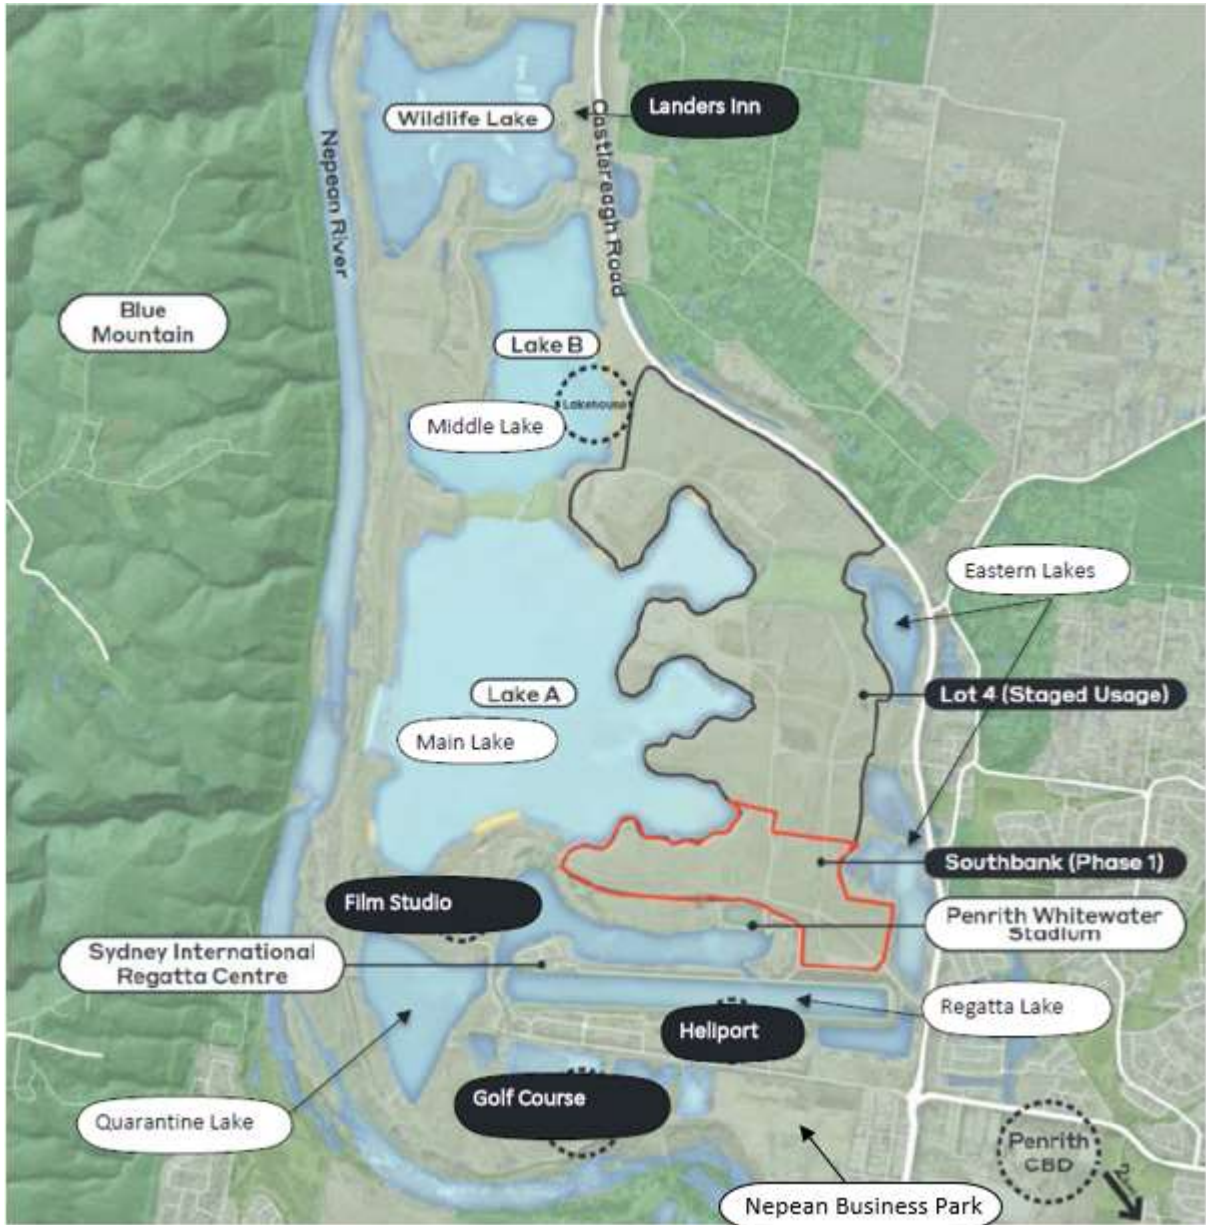 Landers Inn
Wildlife Lake
Castlereagh Road
Nepean River
Blue
Mountain
Lake B
Lakehouse
Middle Lake
Eastern Lakes
Lake A
Lot 4 (Staged Usage)
Main Lake
Southbank (Phase 1)
Film Studio
Penrith Whitewater
Stadium
Sydney International
Regatta Centre
Regatta Lake
Heliport
Golf Course
Quarantine Lake
Penrith
CBD
Nepean Business Park